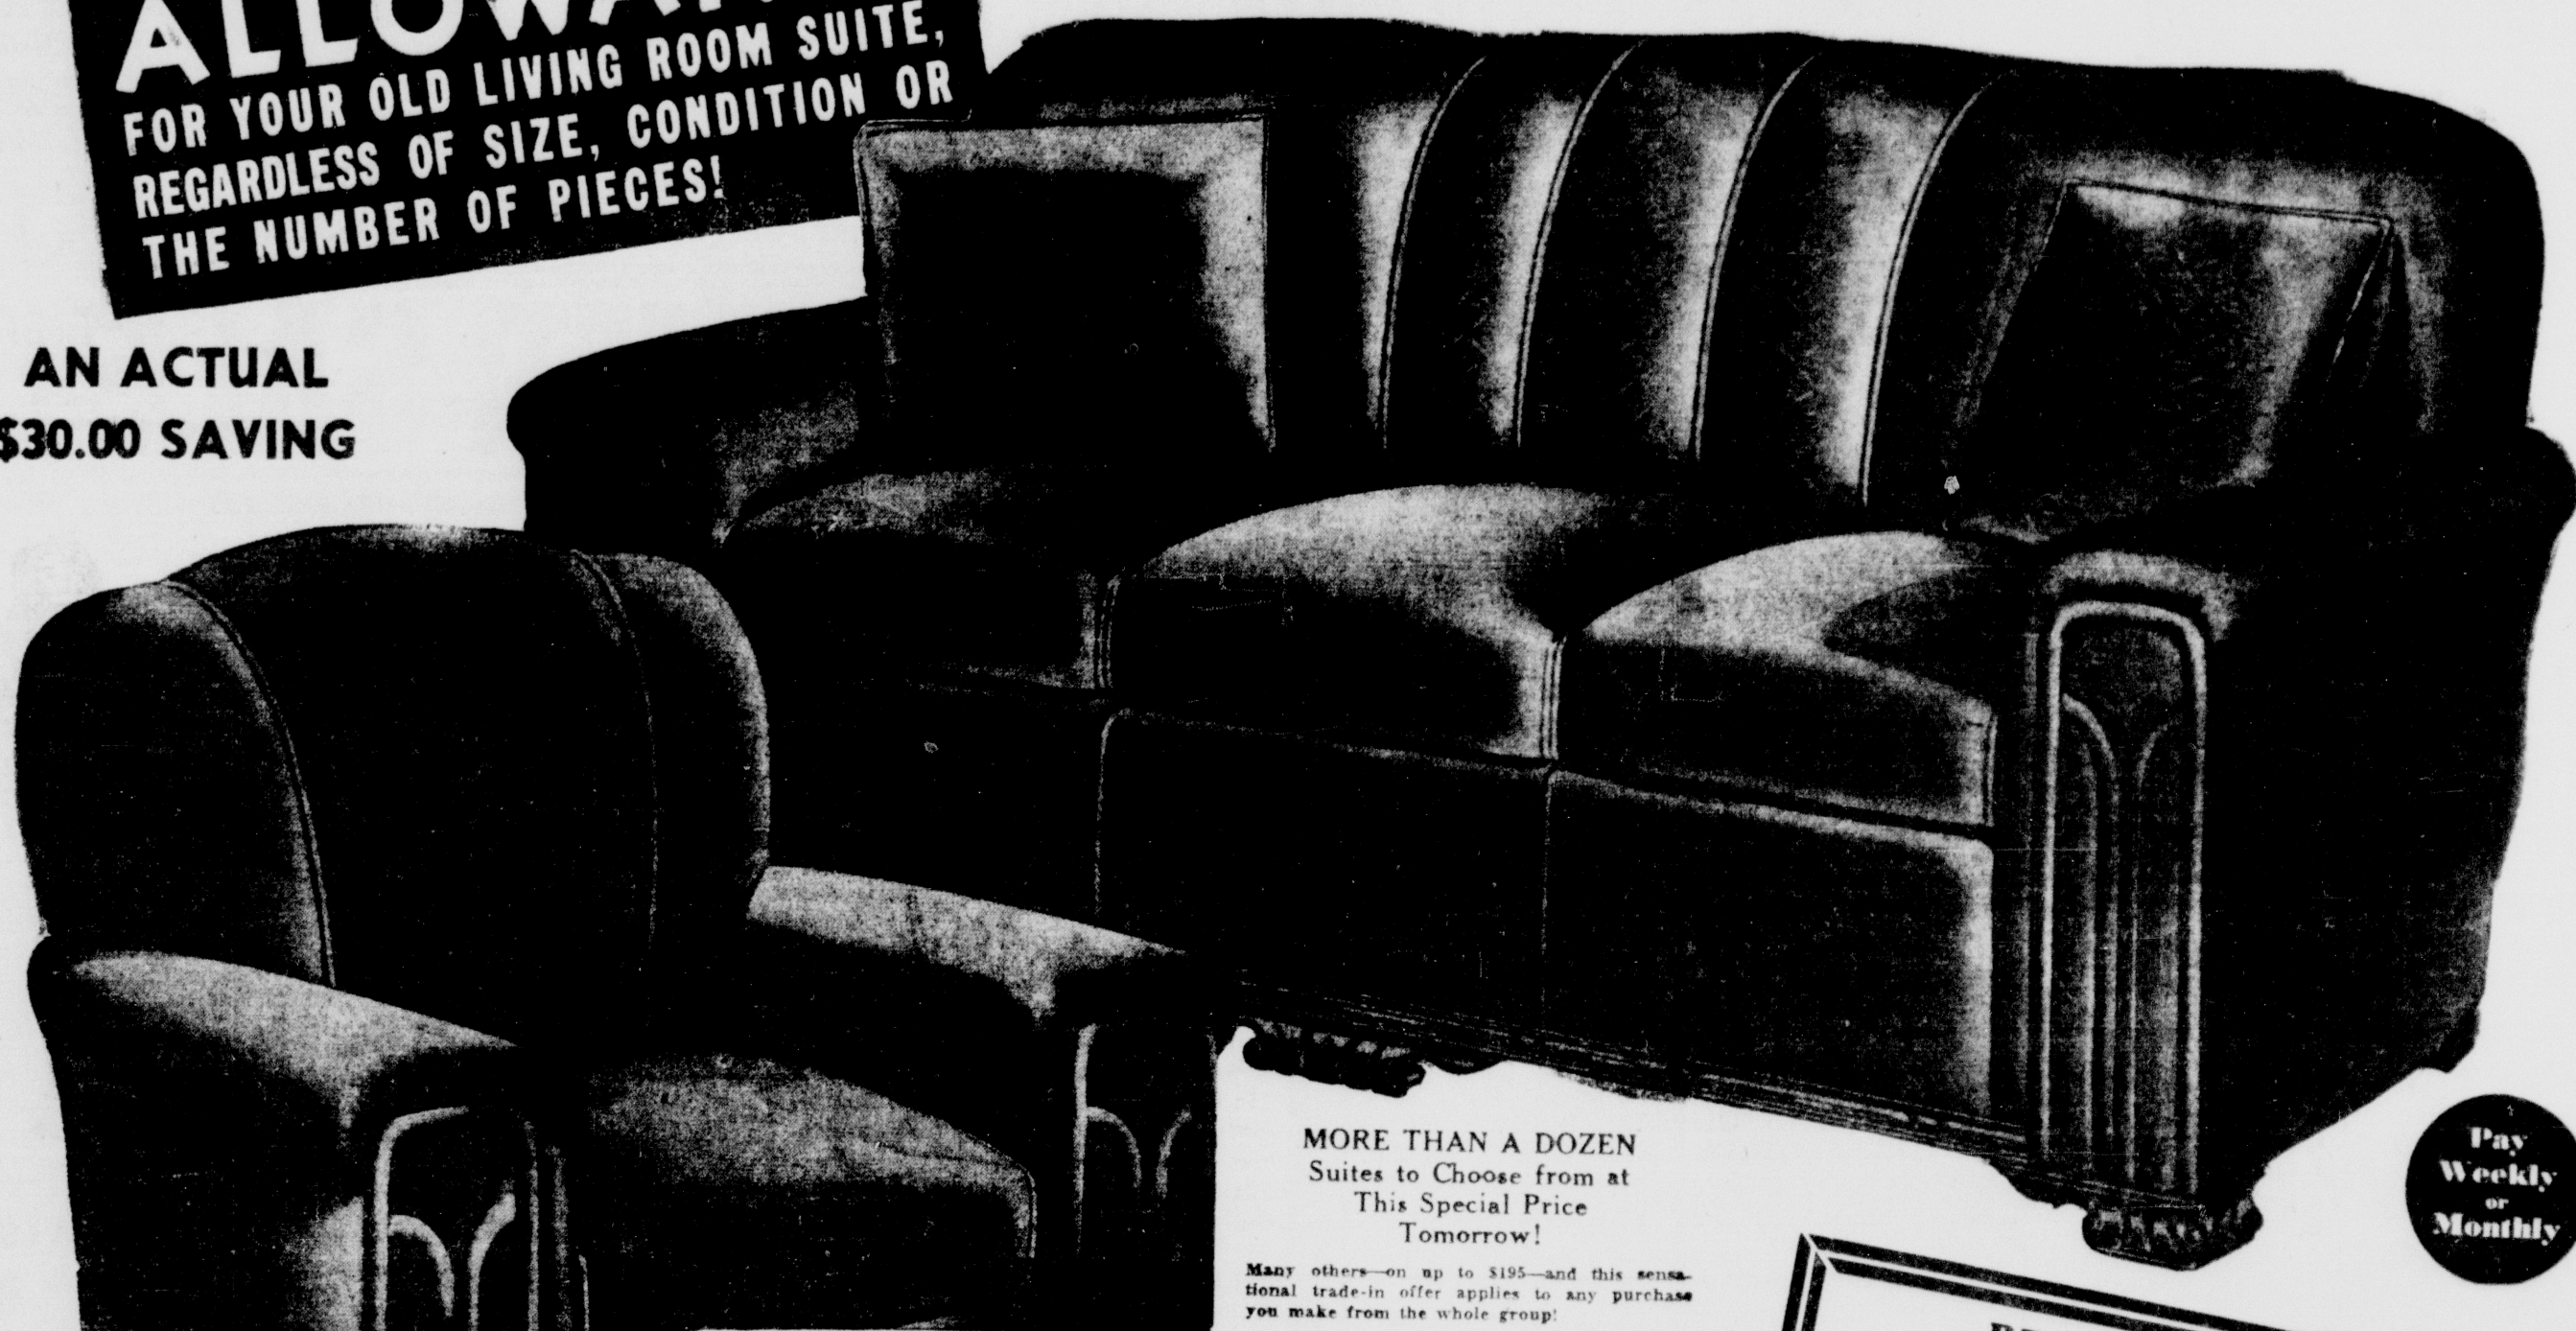 FOR YOUR OLD LIVING ROOM SUITE,
REGARDLESS OF SIZE, CONDITION OR
THE NUMBER OF PIECES!
AN ACTUAL
$30.00 SAVING
MORE THAN A DOZEN
Suites to Choose from at
This Special Price
Tomorrow!
Many others—on up to $195—and this sensa-
tional trade-in offer applies to any purchase
you make from the whole group!
Pay
Weekly
or
Monthly